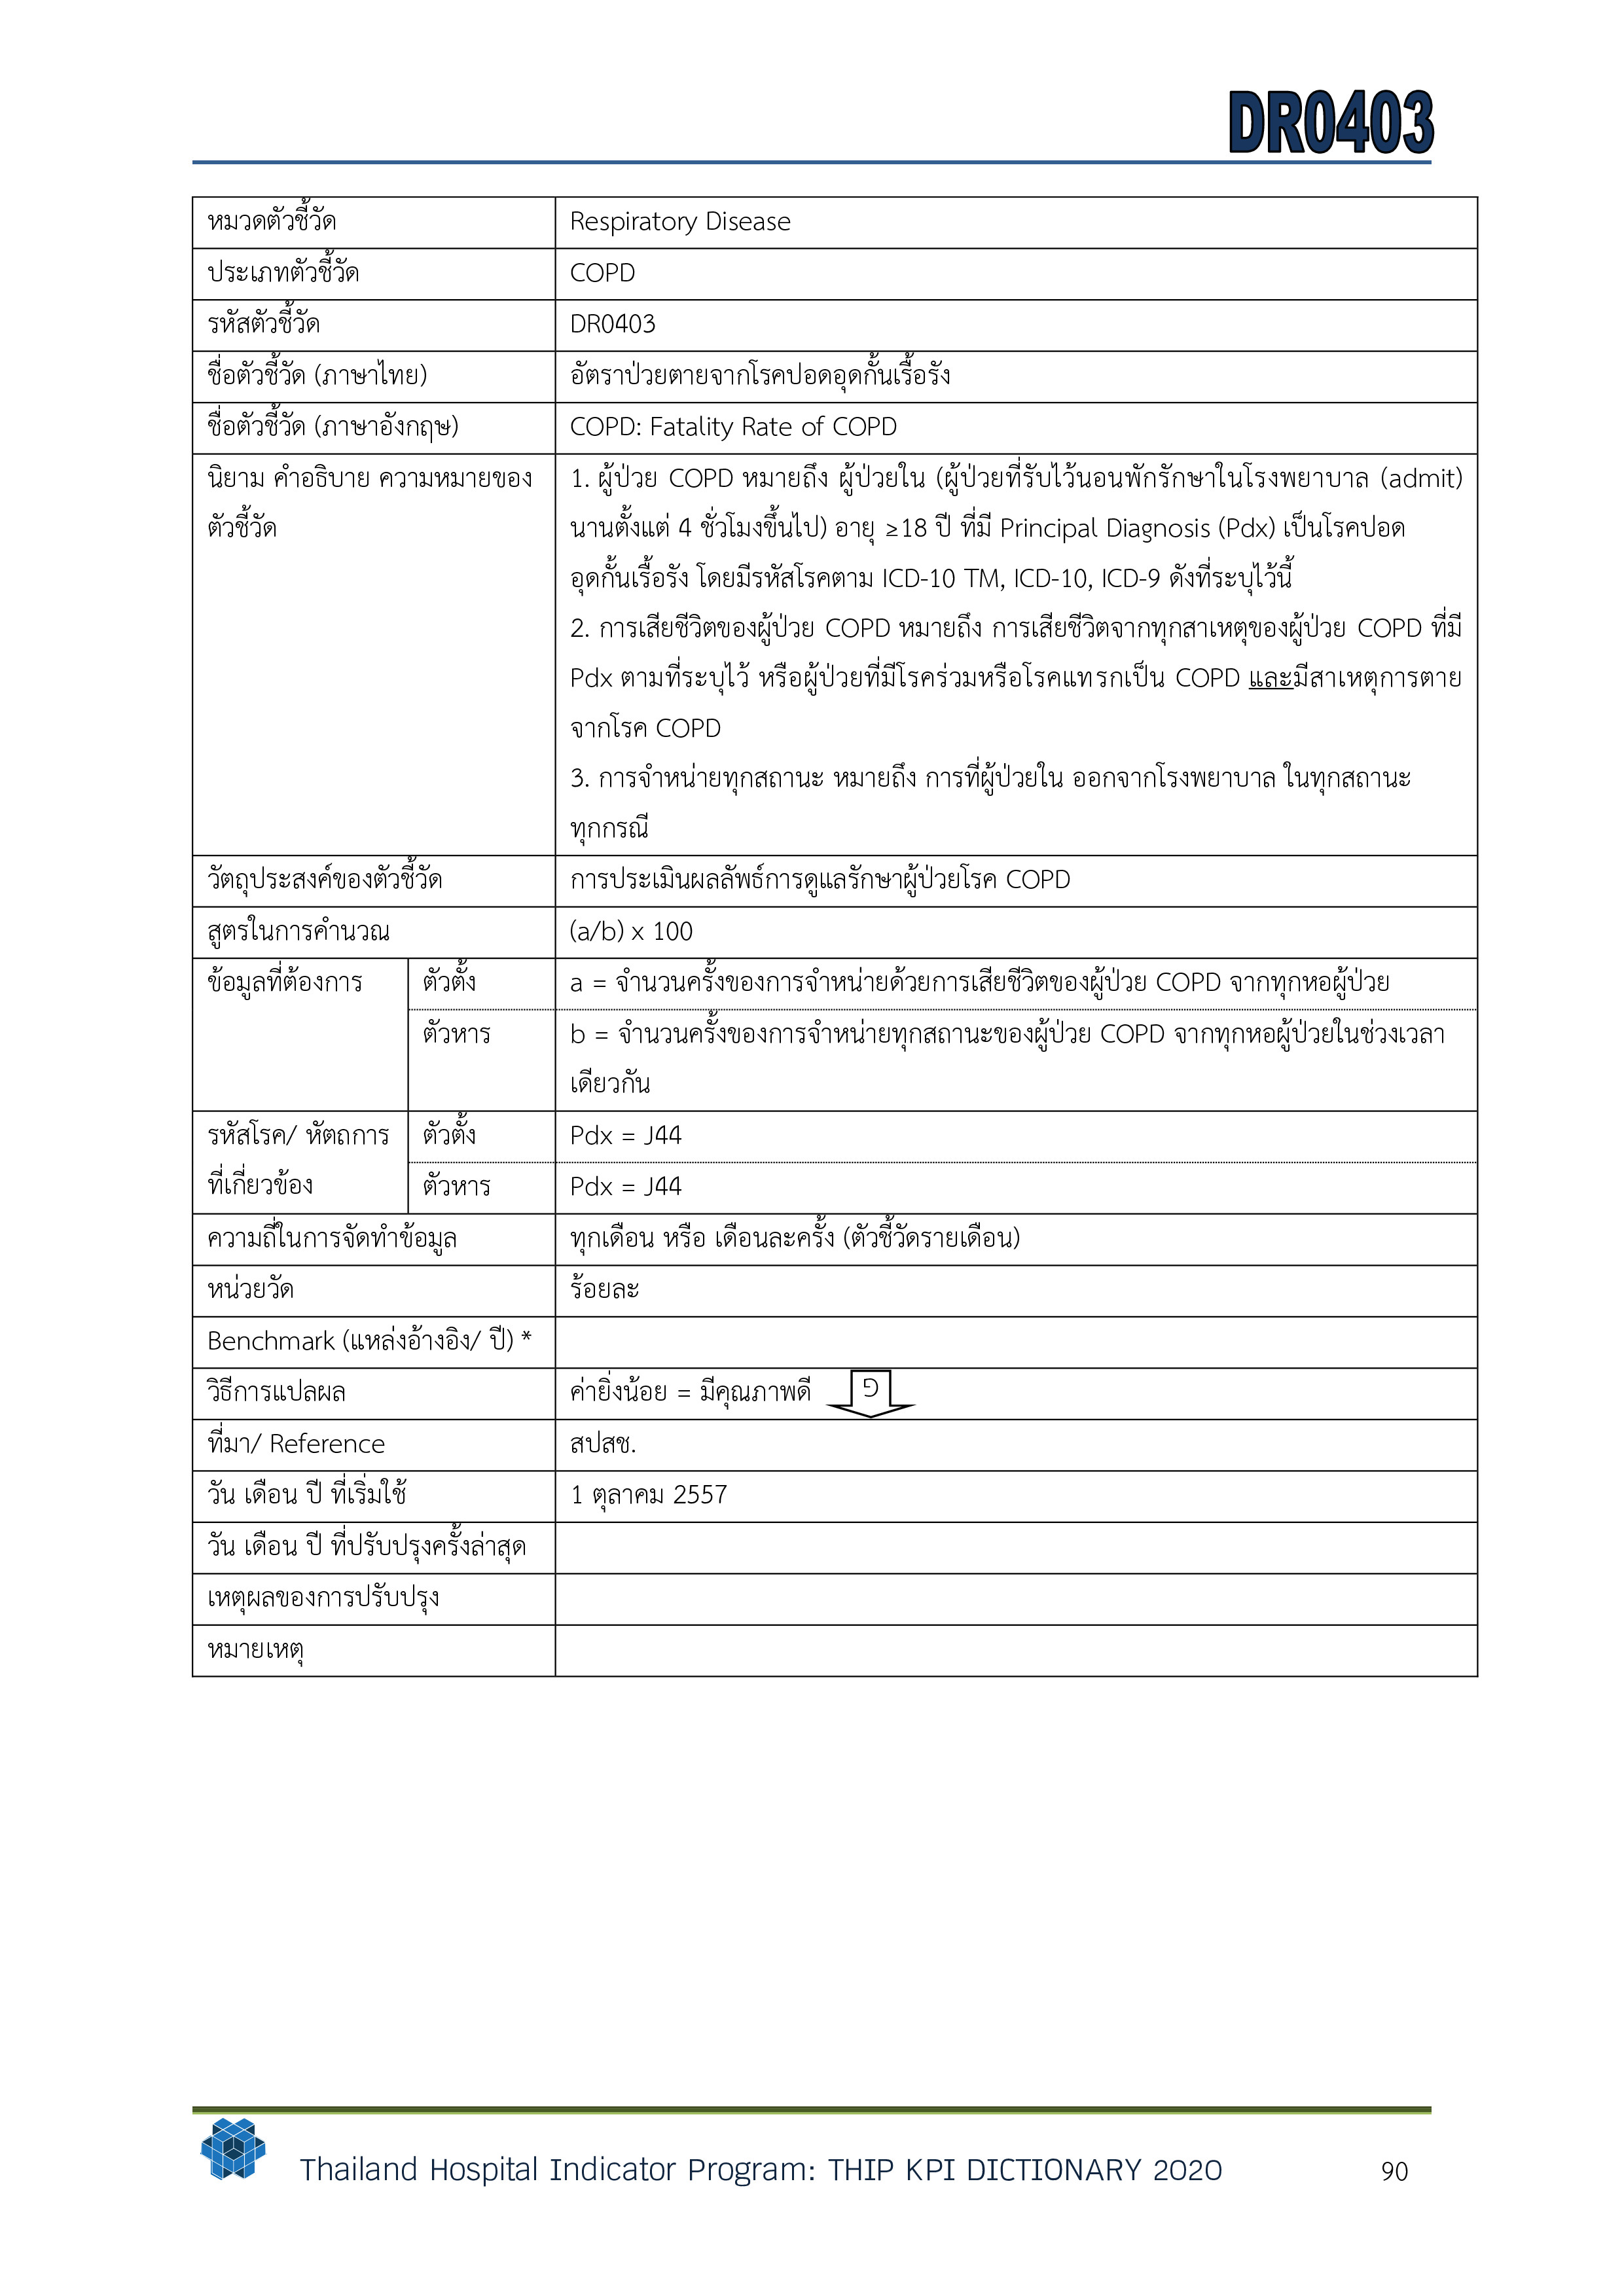 DR0403
หมวดตัวชี้วัด Respiratory Disease
ประเภทตัวชี้วัด COPD
รหัสตัวชี้วัด DR0403
ชื่อตัวชี้วัด (ภาษาไทย) อัตราป่วยตายจากโรคปอดอุดกั้นเรื้อรัง
ชื่อตัวชี้วัด (ภาษาอังกฤษ) COPD: Fatality Rate of COPD
นิยาม คำอธิบาย ความหมายของ
ตัวชี้วัด
1. ผู้ป่วย COPD หมายถึง ผู้ป่วยใน (ผู้ป่วยที่รับไว้นอนพักรักษาในโรงพยาบาล (admit)
นานตั้งแต่ 4 ชั่วโมงขึ้นไป) อายุ ≥18 ปี ที่มี Principal Diagnosis (Pdx) เป็นโรคปอด
อุดกั้นเรื้อรัง โดยมีรหัสโรคตาม ICD-10 TM, ICD-10, ICD-9 ดังที่ระบุไว้นี้
2. การเสียชีวิตของผู้ป่วย COPD หมายถึง การเสียชีวิตจากทุกสาเหตุของผู้ป่วย COPD ที่มี
Pdx ตามที่ระบุไว้ หรือผู้ป่วยที่มีโรคร่วมหรือโรคแทรกเป็น COPD และมีสาเหตุการตาย
จากโรค COPD
3. การจำหน่ายทุกสถานะ หมายถึง การที่ผู้ป่วยใน ออกจากโรงพยาบาล ในทุกสถานะ
ทุกกรณี
วัตถุประสงค์ของตัวชี้วัด การประเมินผลลัพธ์การดูแลรักษาผู้ป่วยโรค COPD
สูตรในการคำนวณ (a/b) x 100
ข้อมูลที่ต้องการ ตัวตั้ง a = จำนวนครั้งของการจำหน่ายด้วยการเสียชีวิตของผู้ป่วย COPD จากทุกหอผู้ป่วย
ตัวหาร b = จำนวนครั้งของการจำหน่ายทุกสถานะของผู้ป่วย COPD จากทุกหอผู้ป่วยในช่วงเวลา
เดียวกัน
รหัสโรค/ หัตถการ ตัวตั้ง Pdx = J44
ที่เกี่ยวข้อง ตัวหาร Pdx = J44
ความถี่ในการจัดทำข้อมูล ทุกเดือน หรือ เดือนละครั้ง (ตัวชี้วัดรายเดือน)
หน่วยวัด ร้อยละ
Benchmark (แหล่งอ้างอิง/ ปี) *
วิธีการแปลผล ค่ายิ่งน้อย = มีคุณภาพดี
ที่มา/ Reference สปสช.
วัน เดือน ปี ที่เริ่มใช้ 1 ตุลาคม 2557
วัน เดือน ปี ที่ปรับปรุงครั้งล่าสุด
เหตุผลของการปรับปรุง
หมายเหตุ
Thailand Hospital Indicator Program: THIP KPI DICTIONARY 2020 90